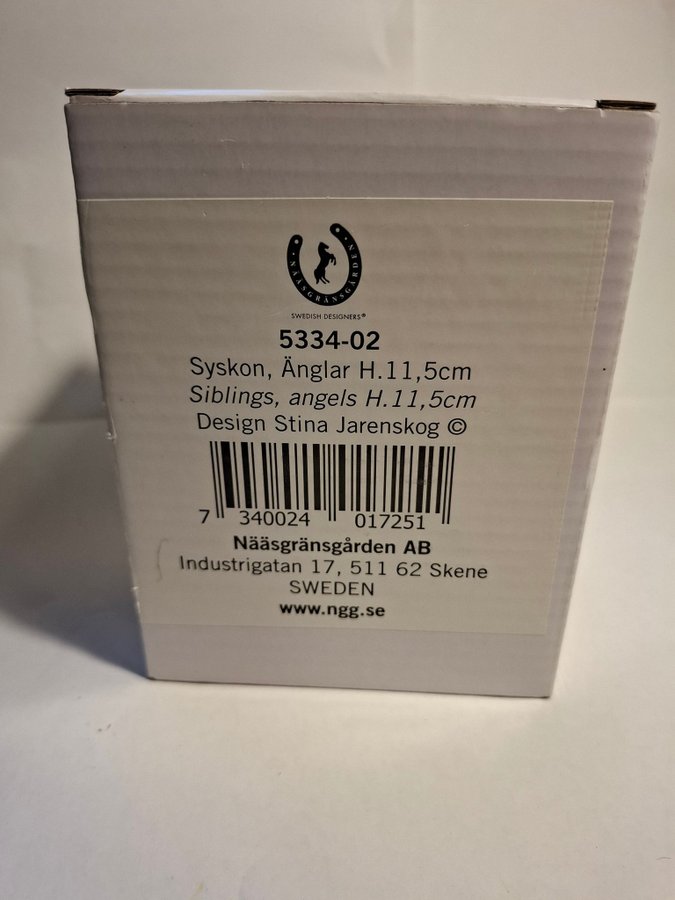 NÄÄSGRÄNSGÅRDEN
SWEDISH DESIGNERS®
5334-02
Syskon, Änglar H.11,5cm
Siblings, angels H.11,5cm
Design Stina Jarenskog ©
7 340024 017251
Nääsgränsgården AB
Industrigatan 17, 511 62 Skene
SWEDEN
www.ngg.se